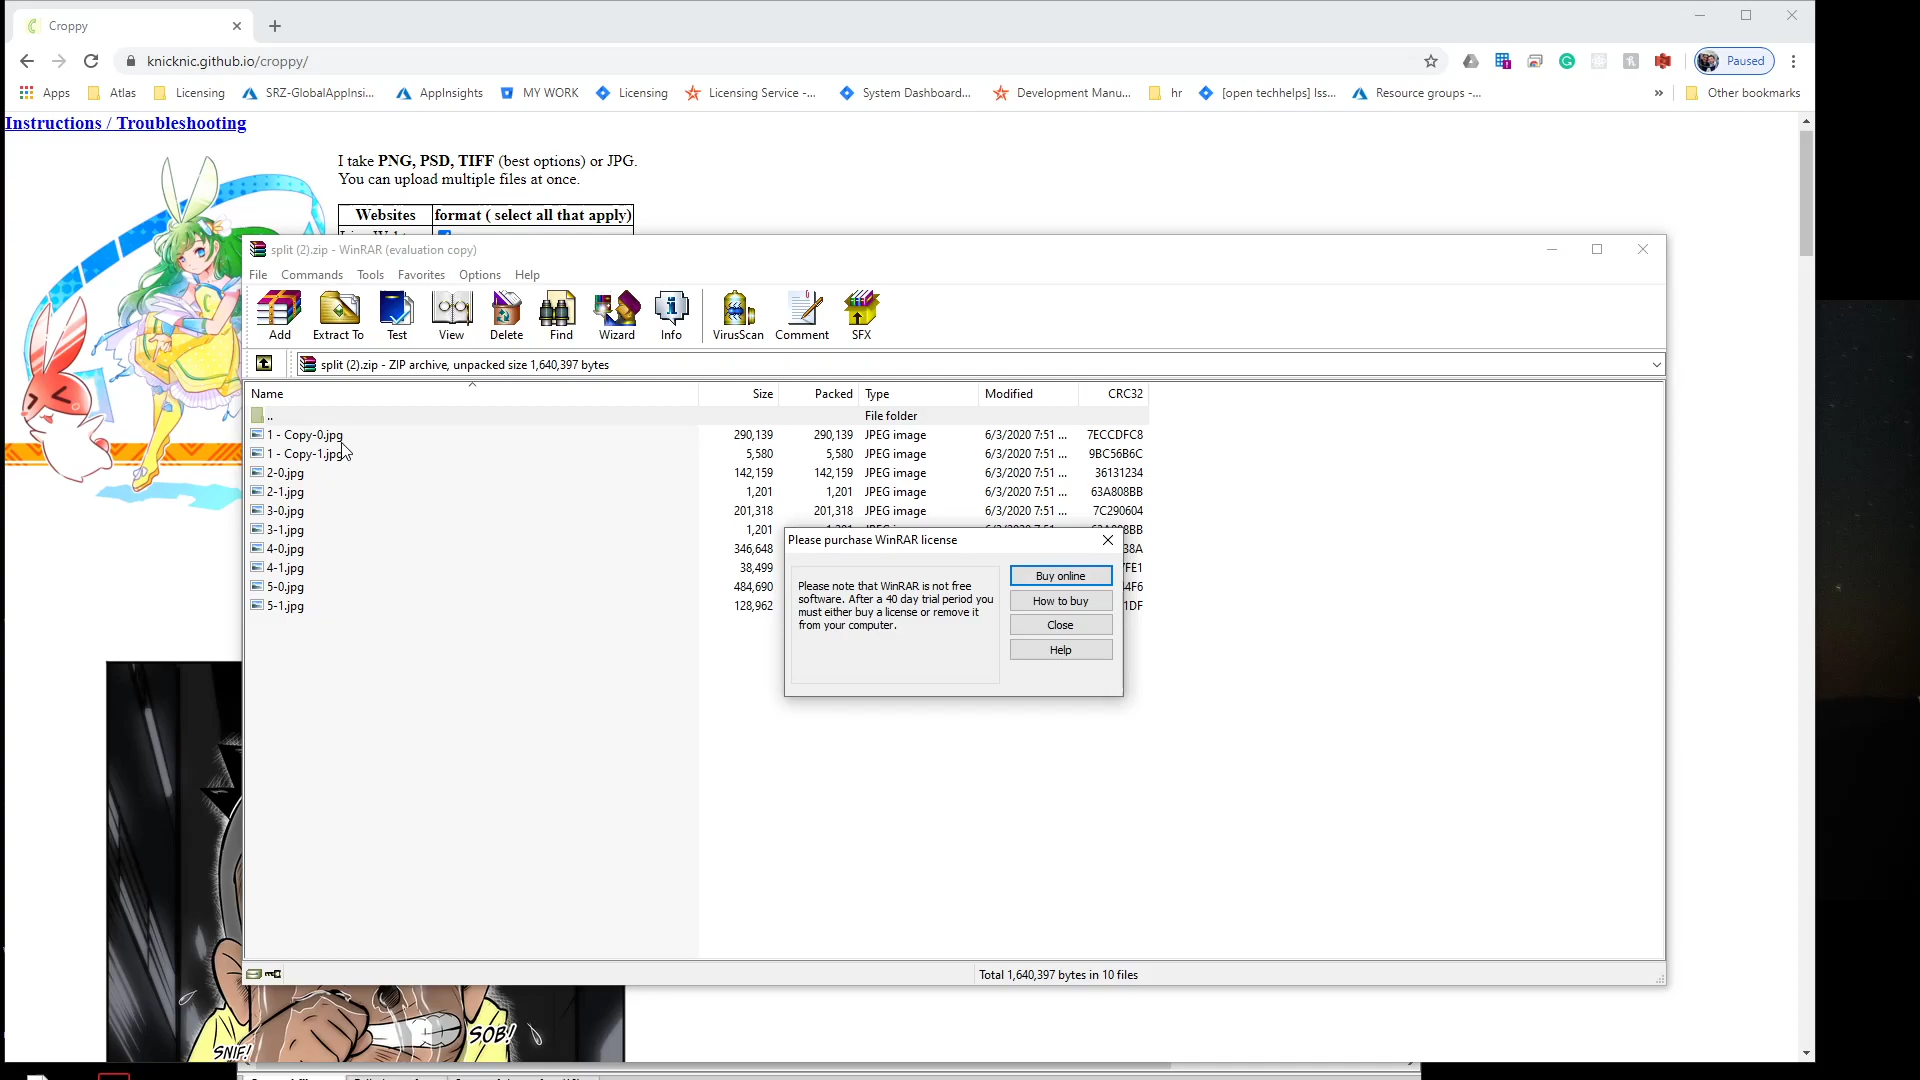 Croppy
knicknic.github.io/croppy/
Paused
Apps
Atlas
Licensing
SRZ-GlobalAppInsi...
AppInsights
MY WORK
Licensing
Licensing Service -...
System Dashboard...
Development Manu...
hr
[open techhelps] Iss...
Resource groups -...
»
Other bookmarks
Instructions / Troubleshooting
I take PNG, PSD, TIFF (best options) or JPG.
You can upload multiple files at once.
Websites format ( select all that apply)
split (2).zip - WinRAR (evaluation copy)
File Commands Tools Favorites Options Help
Add Extract To Test View Delete Find Wizard Info VirusScan Comment SFX
split (2).zip - ZIP archive, unpacked size 1,640,397 bytes
Name Size Packed Type Modified CRC32
.. File folder
1 - Copy-0.jpg 290,139 290,139 JPEG image 6/3/2020 7:51 ... 7ECCDFC8
1 - Copy-1.jpg 5,580 5,580 JPEG image 6/3/2020 7:51 ... 9BC56B6C
2-0.jpg 142,159 142,159 JPEG image 6/3/2020 7:51 ... 36131234
2-1.jpg 1,201 1,201 JPEG image 6/3/2020 7:51 ... 63A808BB
3-0.jpg 201,318 201,318 JPEG image 6/3/2020 7:51 ... 7C290604
3-1.jpg 1,201
4-0.jpg 346,648
4-1.jpg 38,499
5-0.jpg 484,690
5-1.jpg 128,962
Please purchase WinRAR license
Please note that WinRAR is not free
software. After a 40 day trial period you
must either buy a license or remove it
from your computer.
Buy online
How to buy
Close
Help
Total 1,640,397 bytes in 10 files
SOB!
SNIF!